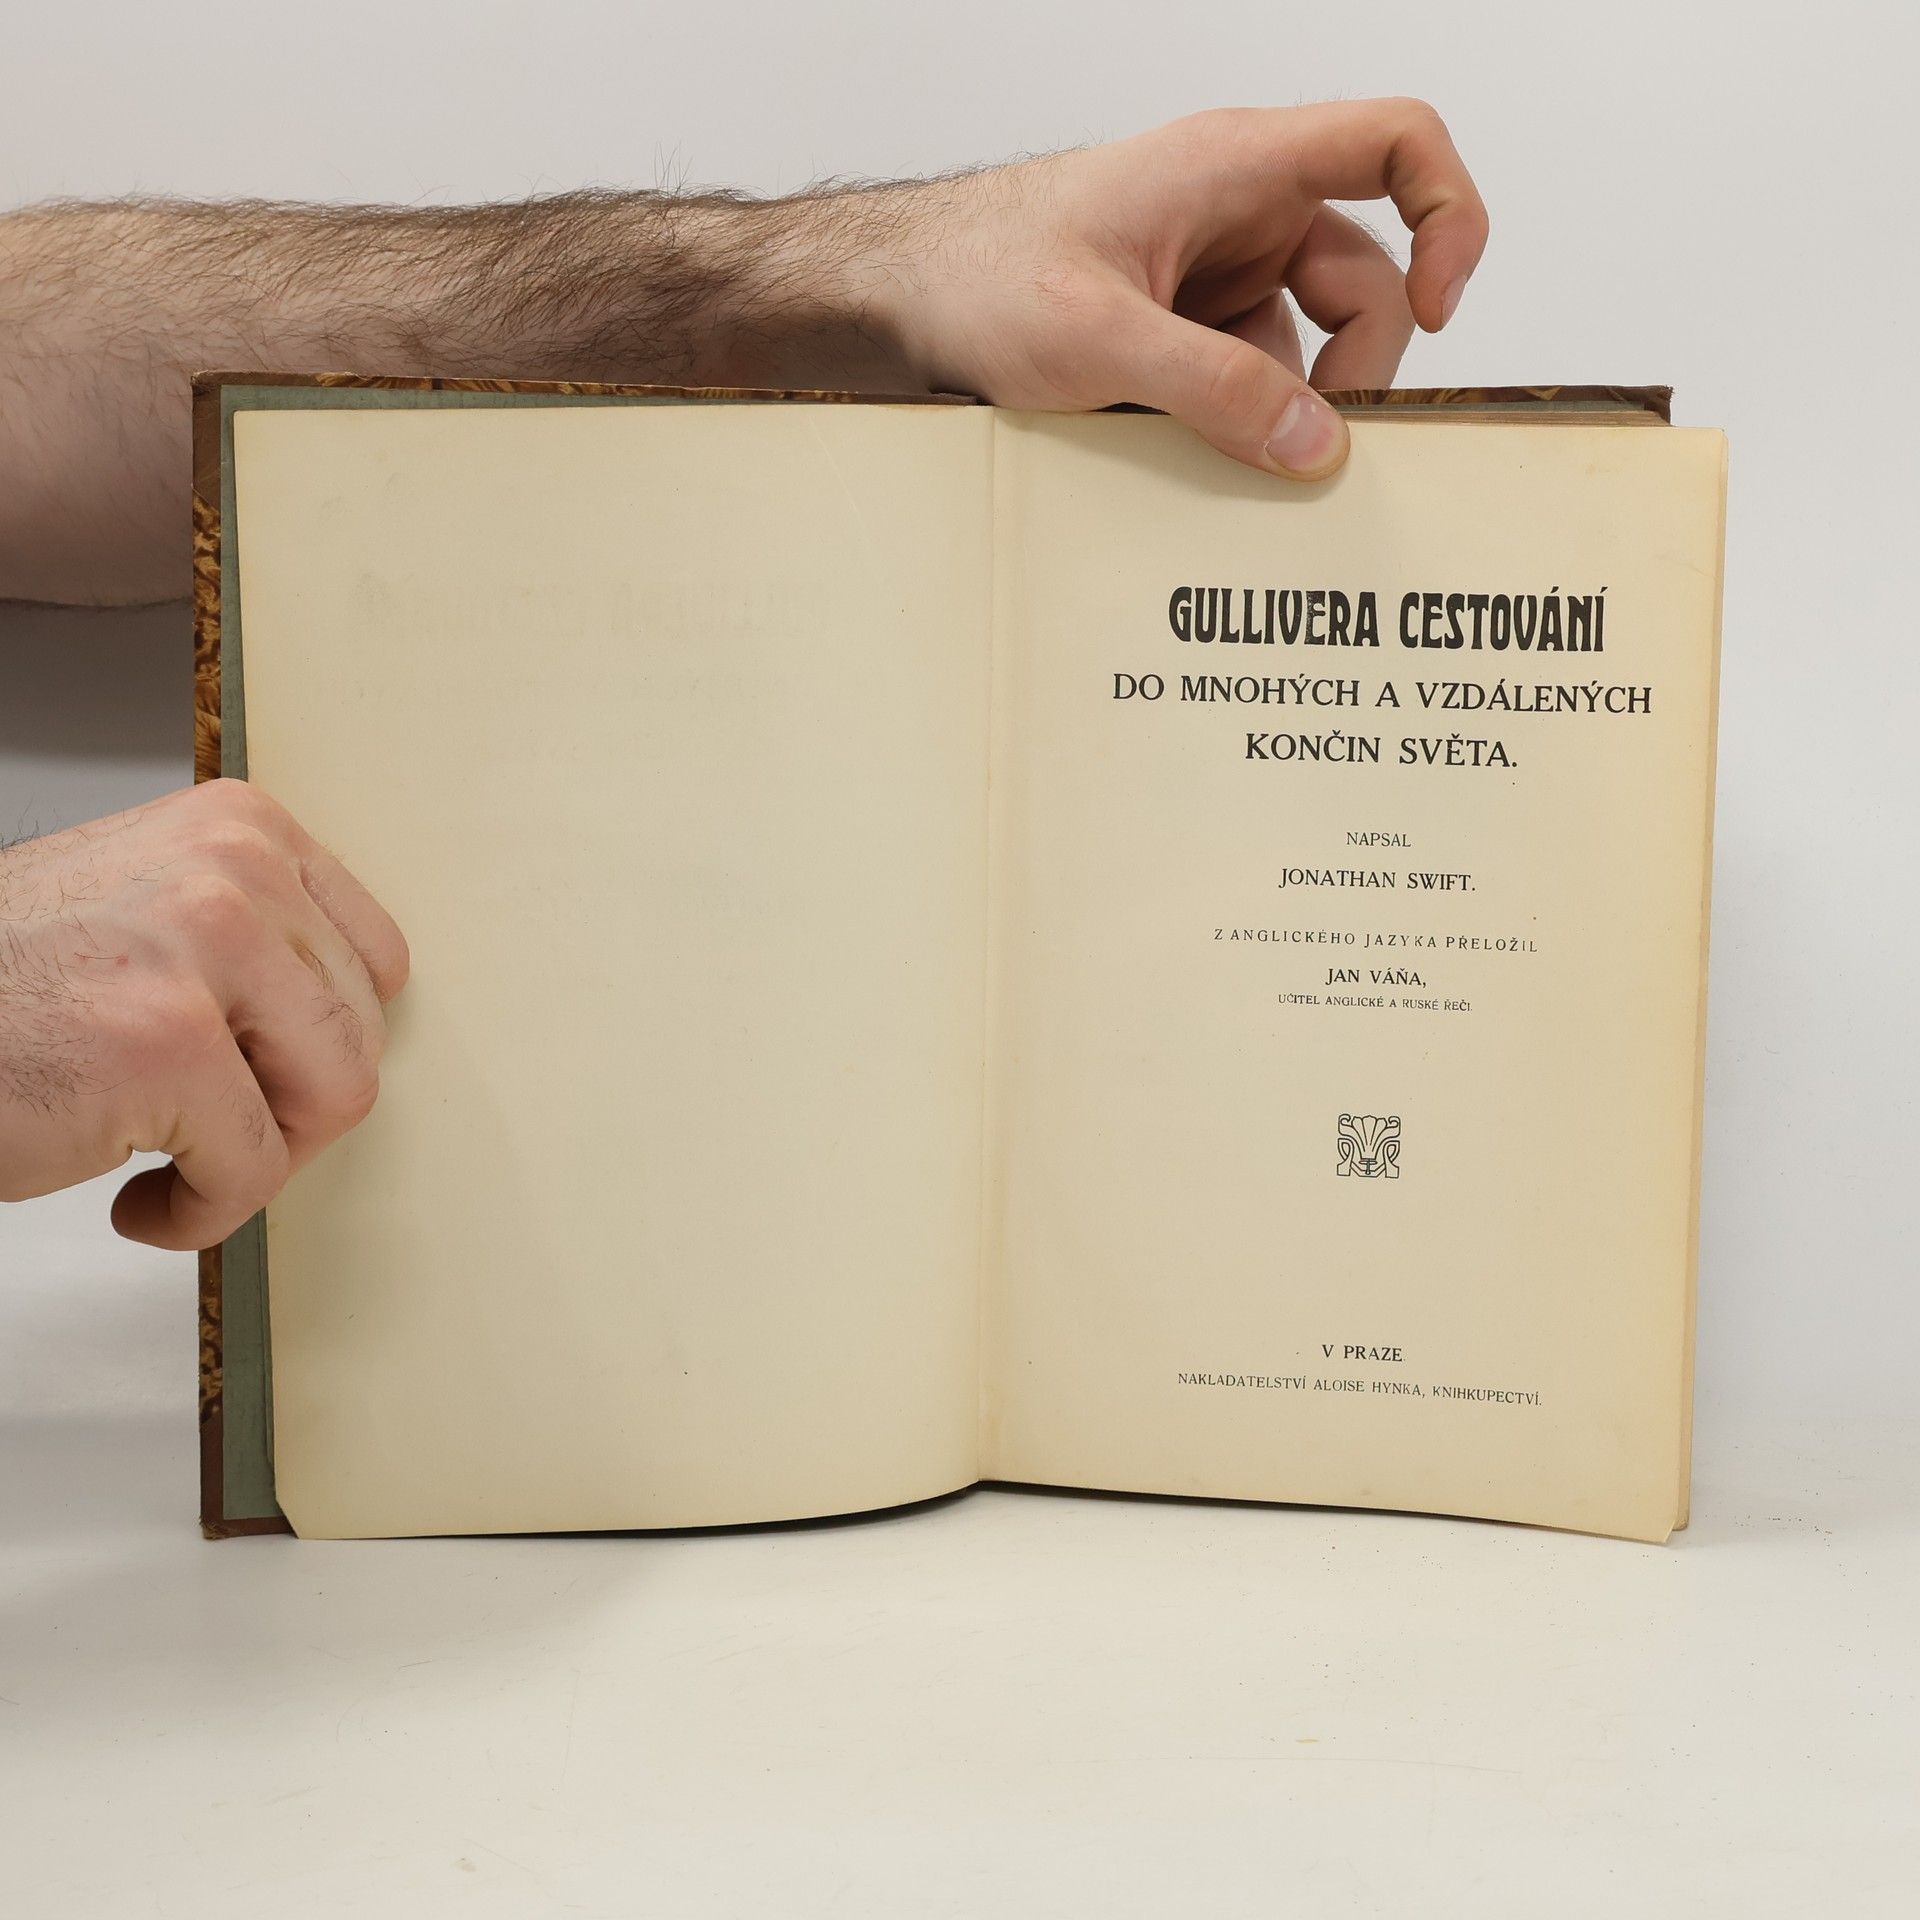 GULLIVERA CESTOVÁNÍ
DO MNOHÝCH A VZDÁLENÝCH
KONČIN SVĚTA.
NAPSAL
JONATHAN SWIFT.
Z ANGLICKÉHO JAZYKA PŘELOŽIL
JAN VÁŇA,
UČITEL ANGLICKÉ A RUSKÉ ŘEČI.
V PRAZE.
NAKLADATELSTVÍ ALOISE HYNKA, KNIHKUPECTVÍ.